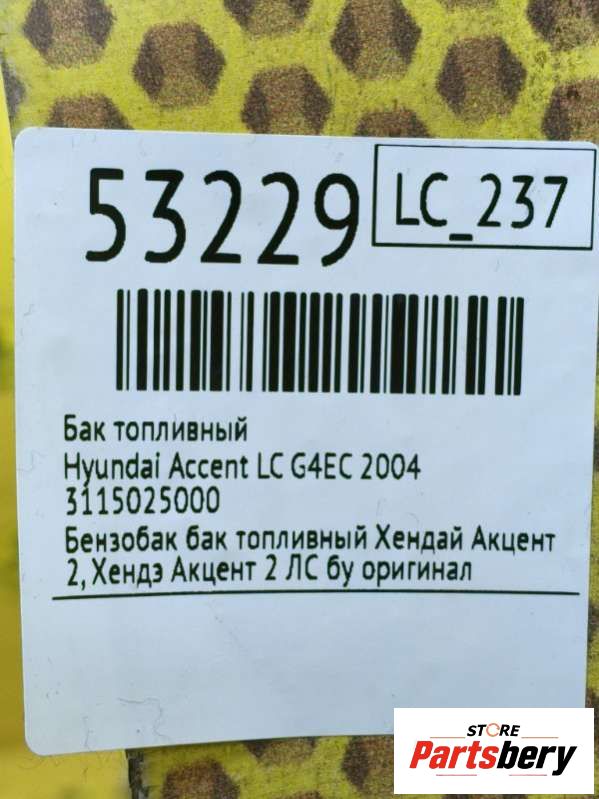 53229
LC_237
Бак топливный
Hyundai Accent LC G4EC 2004
3115025000
Бензобак бак топливный Хендай Акцент
2, Хендэ Акцент 2 ЛС бу оригинал
STORE
Partsbery